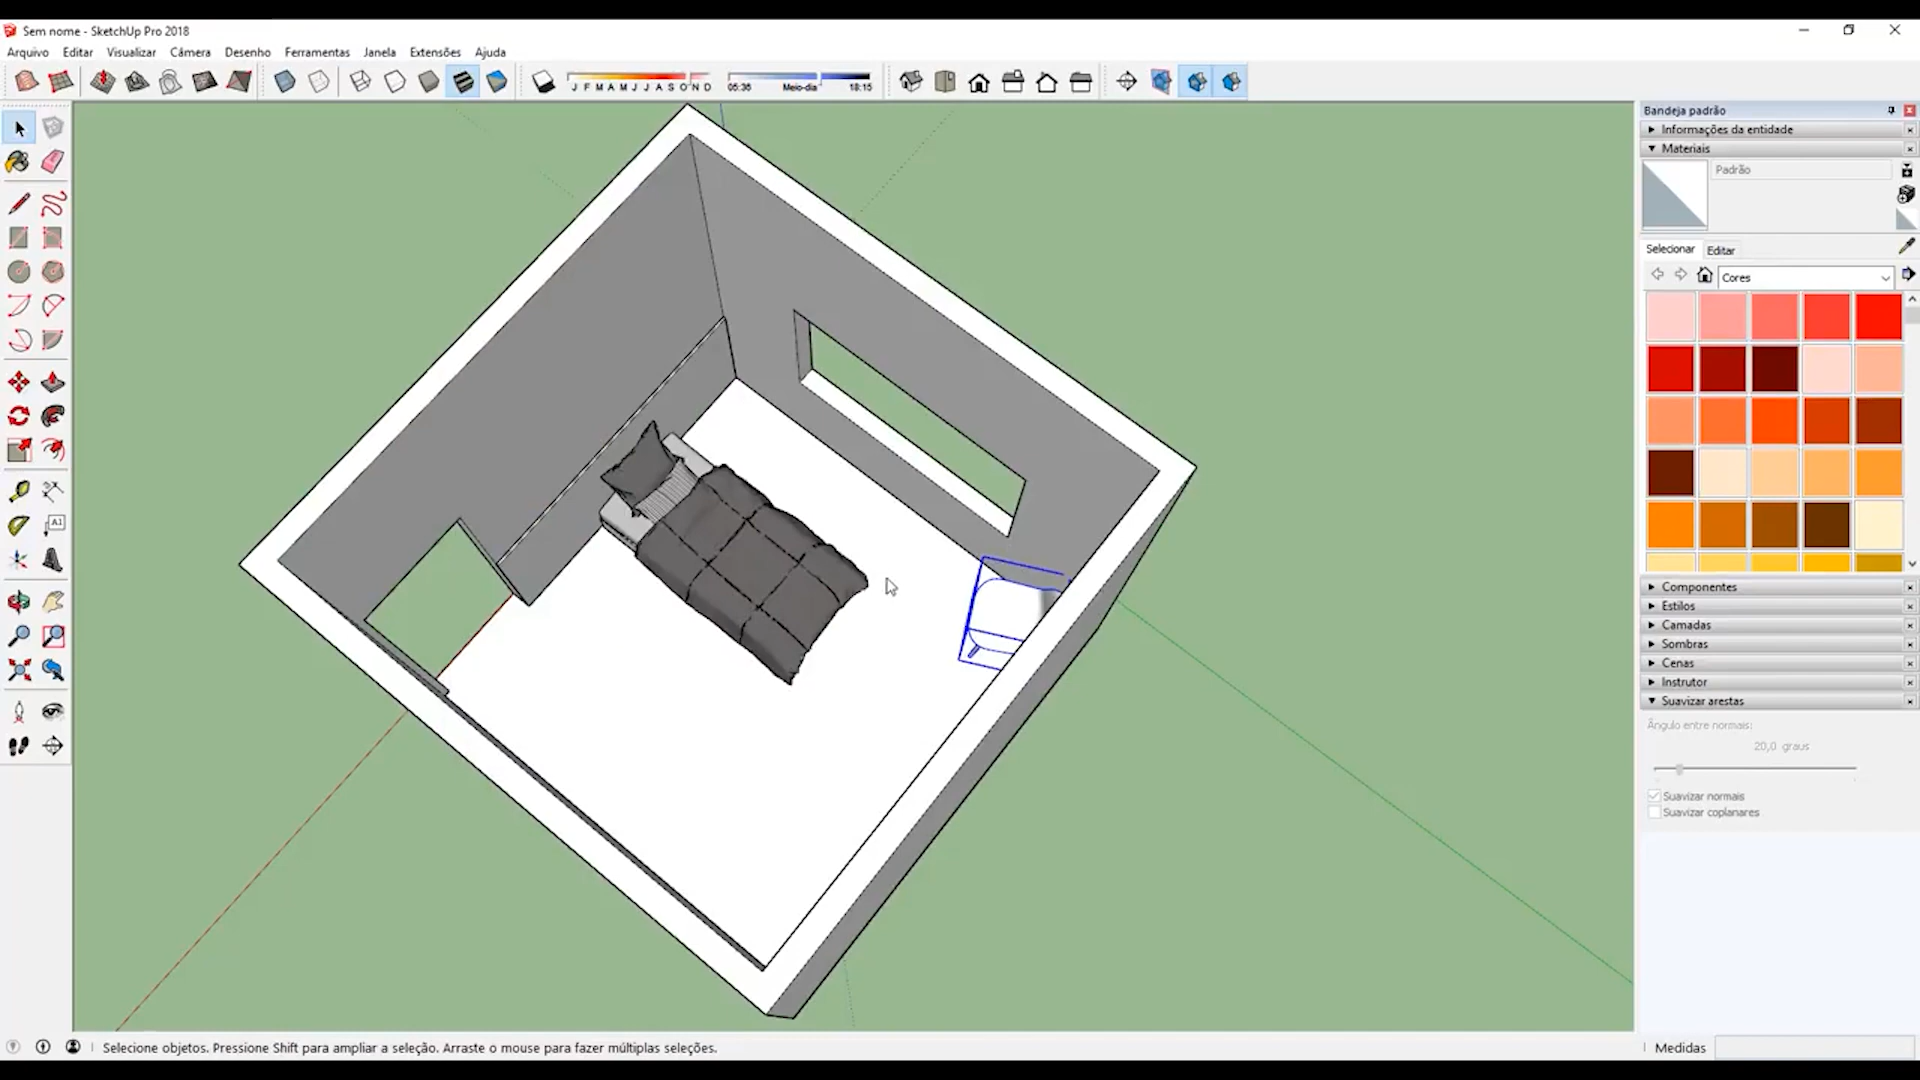 Sem nome - SketchUp Pro 2018
Arquivo Editar Visualizar Câmera Desenho Ferramentas Janela Extensões Ajuda
J F M A M J J A S O N D 05:36 Meio-dia 18:15
Bandeja padrão
Informações da entidade
Materiais
Padrão
Selecionar Editar
Cores
A1
Componentes
Estilos
Camadas
Sombras
Cenas
Instrutor
Suavizar arestas
Ângulo entre normais:
20,0 graus
Suavizar normais
Suavizar coplanares
Selecione objetos. Pressione Shift para ampliar a seleção. Arraste o mouse para fazer múltiplas seleções.
Medidas